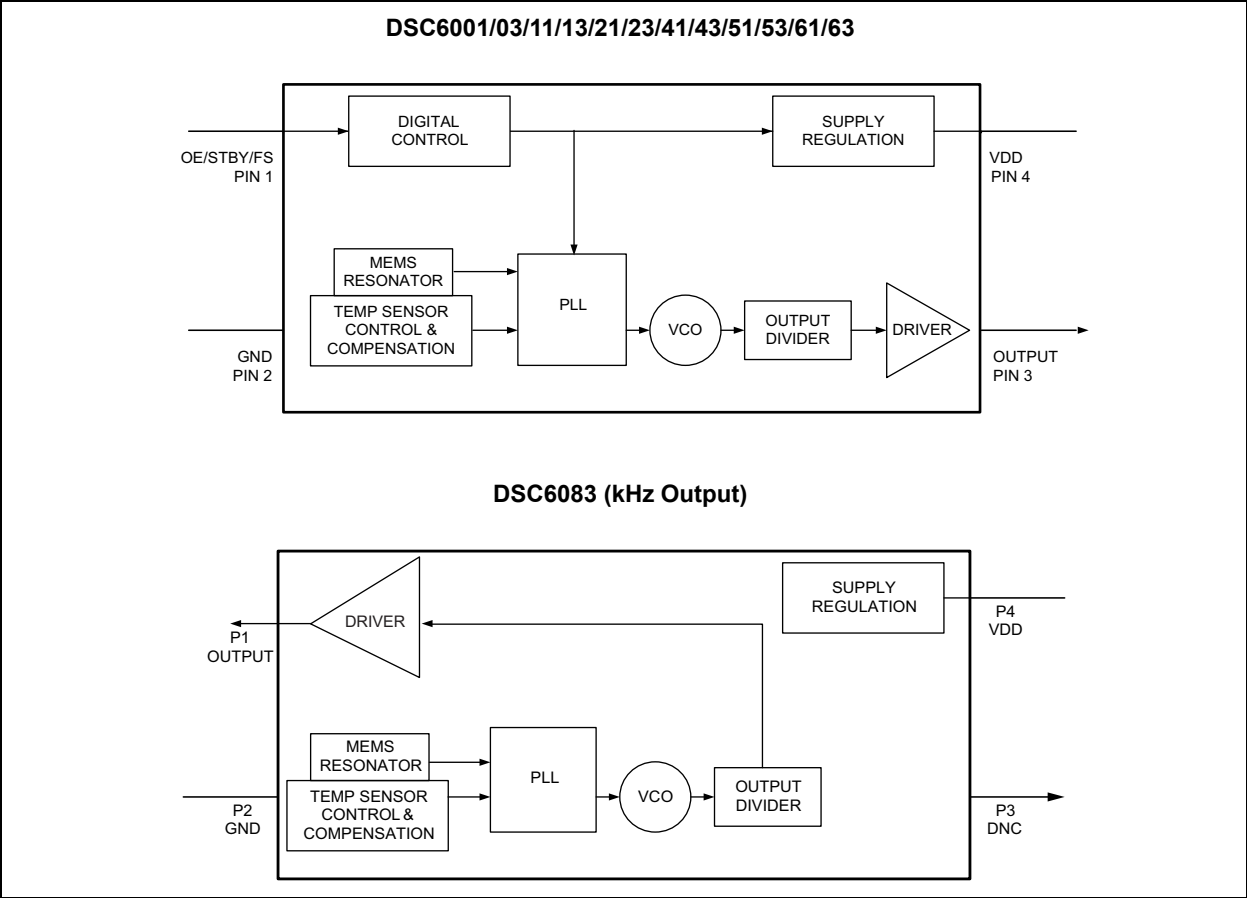 DSC6001/03/11/13/21/23/41/43/51/53/61/63
DIGITAL
CONTROL
SUPPLY
REGULATION
OE/STBY/FS
PIN 1
VDD
PIN 4
MEMS
RESONATOR
TEMP SENSOR
CONTROL &
COMPENSATION
PLL
VCO
OUTPUT
DIVIDER
DRIVER
GND
PIN 2
OUTPUT
PIN 3
DSC6083 (kHz Output)
DRIVER
SUPPLY
REGULATION
P1
OUTPUT
P4
VDD
MEMS
RESONATOR
TEMP SENSOR
CONTROL &
COMPENSATION
PLL
VCO
OUTPUT
DIVIDER
P2
GND
P3
DNC